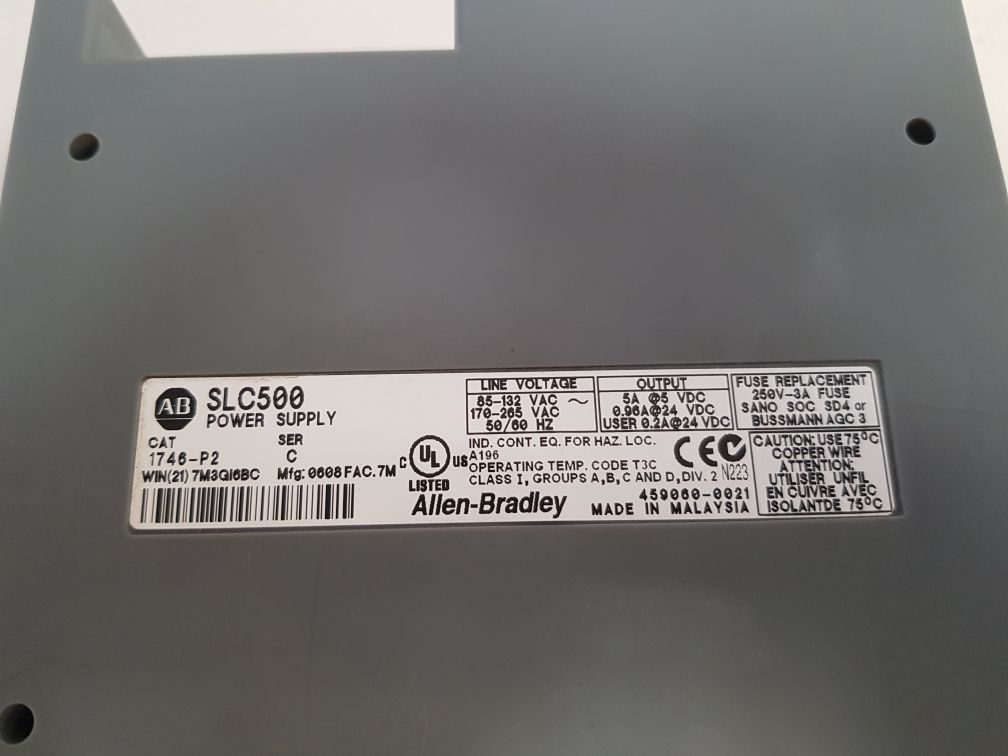 AB SLC500
POWER SUPPLY
CAT SER
1746-P2 C
WIN(21) 7M3QI6BC Mfg: 0608 FAC. 7M
C UL US
LISTED
LINE VOLTAGE
85-132 VAC ~
170-265 VAC
50/60 HZ
OUTPUT
5A @5 VDC
0.96A@24 VDC
USER 0.2A@24 VDC
FUSE REPLACEMENT
250V-3A FUSE
SANO SOC SD4 or
BUSSMANN AGC 3
IND. CONT. EQ. FOR HAZ. LOC.
A196
OPERATING TEMP. CODE T3C
CLASS I, GROUPS A, B, C AND D, DIV. 2
CE
N223
Allen-Bradley
459060-0021
MADE IN MALAYSIA
CAUTION: USE 75°C
COPPER WIRE
ATTENTION:
UTILISER UNFIL
EN CUIVRE AVEC
ISOLANTDE 75°C